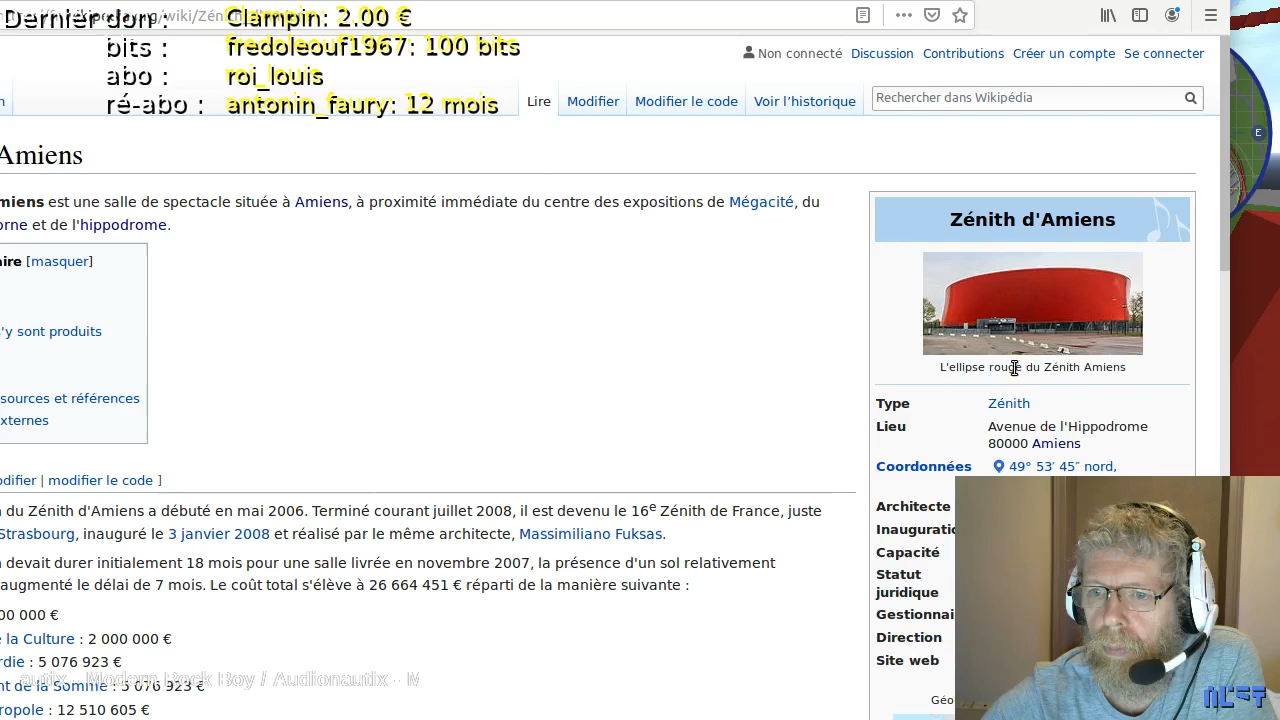 Dernier don : Clampin: 2.00 €
bits : fredoleouf1967: 100 bits
abo : roi_louis
ré-abo : antonin_faury: 12 mois
Non connecté Discussion Contributions Créer un compte Se connecter
Lire Modifier Modifier le code Voir l'historique Rechercher dans Wikipédia
Amiens
miens est une salle de spectacle située à Amiens, à proximité immédiate du centre des expositions de Mégacité, du
orne et de l'hippodrome.
aire [masquer]
s'y sont produits
sources et références
xternes
odifier | modifier le code ]
du Zénith d'Amiens a débuté en mai 2006. Terminé courant juillet 2008, il est devenu le 16e Zénith de France, juste
Strasbourg, inauguré le 3 janvier 2008 et réalisé par le même architecte, Massimiliano Fuksas.
devait durer initialement 18 mois pour une salle livrée en novembre 2007, la présence d'un sol relativement
augmenté le délai de 7 mois. Le coût total s'élève à 26 664 451 € réparti de la manière suivante :
00 000 €
e la Culture : 2 000 000 €
rdie : 5 076 923 €
nt de la Somme : 5 076 923 €
opole : 12 510 605 €
Modern Rock Boy / Audionautix - M
Zénith d'Amiens
L'ellipse rouge du Zénith Amiens
Type Zénith
Lieu Avenue de l'Hippodrome
80000 Amiens
Coordonnées 49° 53′ 45″ nord,
Architecte
Inauguratio
Capacité
Statut
juridique
Gestionnai
Direction
Site web
Géo
E